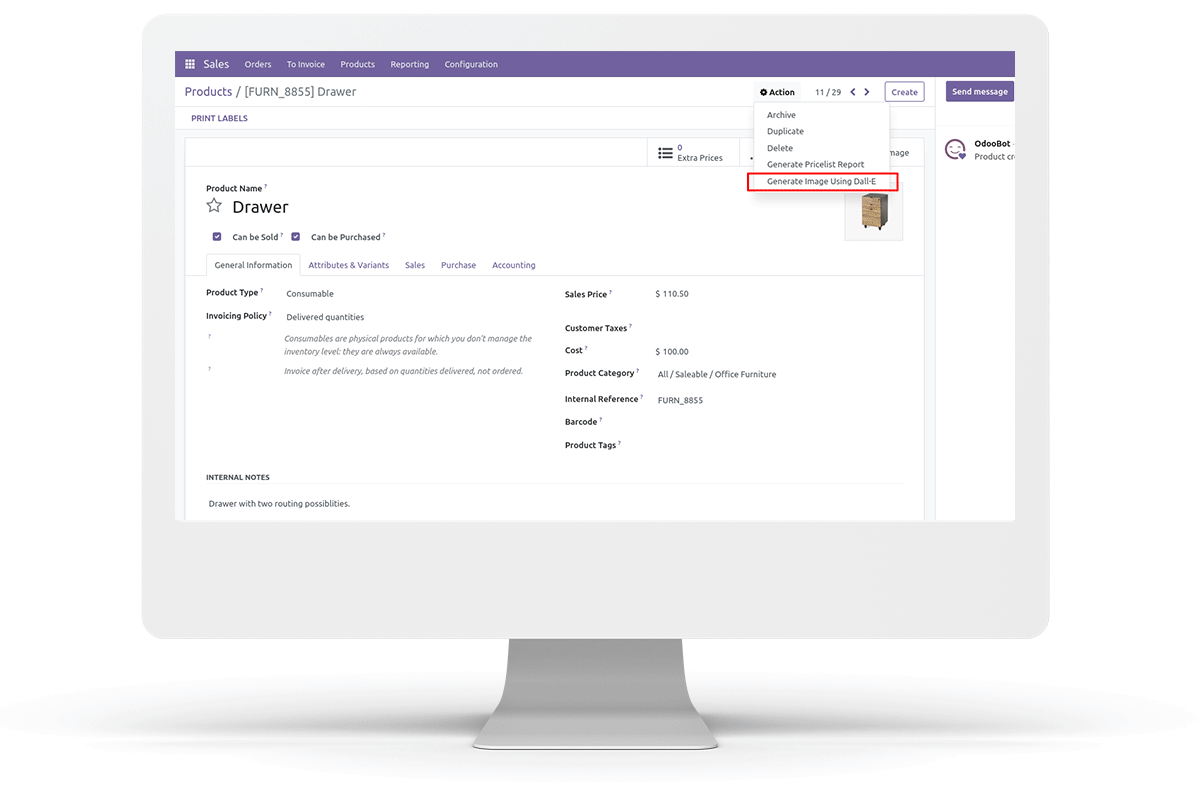 Sales Orders To Invoice Products Reporting Configuration
Products / [FURN_8855] Drawer
Action 11 / 29 Create Send message
PRINT LABELS
Archive
Duplicate
Delete
Generate Pricelist Report
Generate Image Using Dall-E
0
Extra Prices
mage
OdooBot
Product cr
Product Name ?
Drawer
Can be Sold ? Can be Purchased ?
General Information Attributes & Variants Sales Purchase Accounting
Product Type ? Consumable
Invoicing Policy ? Delivered quantities
? Consumables are physical products for which you don't manage the
inventory level: they are always available.
? Invoice after delivery, based on quantities delivered, not ordered.
Sales Price ? $ 110.50
Customer Taxes ?
Cost ? $ 100.00
Product Category ? All / Saleable / Office Furniture
Internal Reference ? FURN_8855
Barcode ?
Product Tags ?
INTERNAL NOTES
Drawer with two routing possiblities.